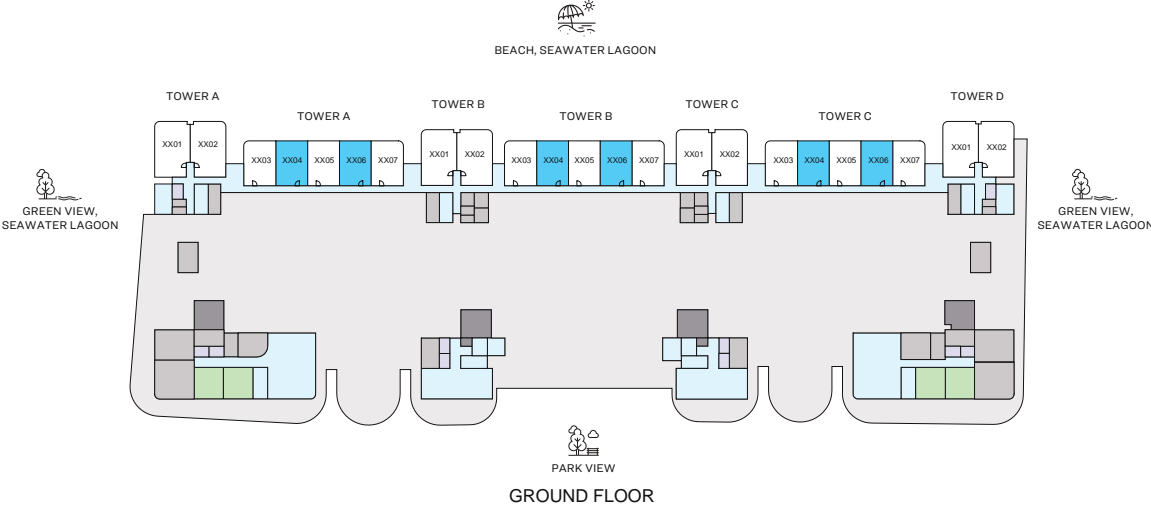 BEACH, SEAWATER LAGOON
TOWER A
TOWER B
TOWER C
TOWER D
TOWER A
TOWER B
TOWER C
XX01 XX02
XX03 XX04 XX05 XX06 XX07
XX01 XX02
XX03 XX04 XX05 XX06 XX07
XX01 XX02
XX03 XX04 XX05 XX06 XX07
XX01 XX02
GREEN VIEW,
SEAWATER LAGOON
GREEN VIEW,
SEAWATER LAGOON
PARK VIEW
GROUND FLOOR